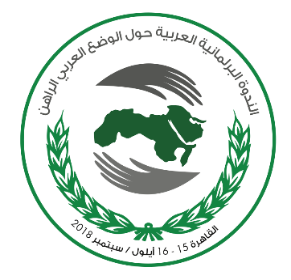 الندوة البرلمانية العربية حول الوضع العربي الراهن
القاهرة 15 - 16 أيلول / سبتمبر 2018